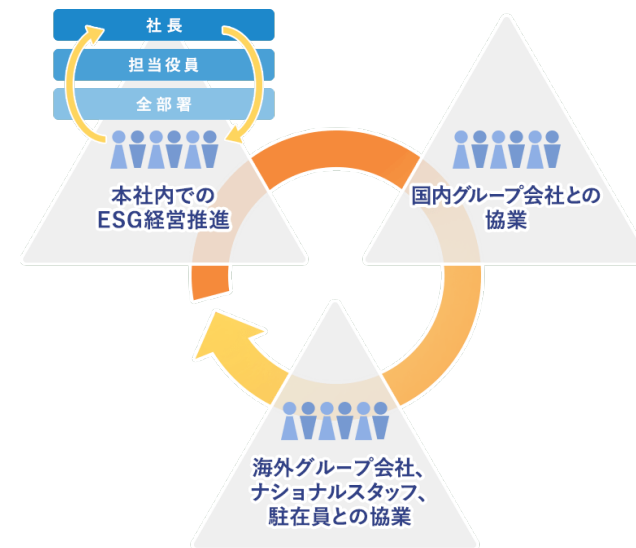 社長
担当役員
全部署
本社内での
ESG経営推進
国内グループ会社との
協業
海外グループ会社、
ナショナルスタッフ、
駐在員との協業